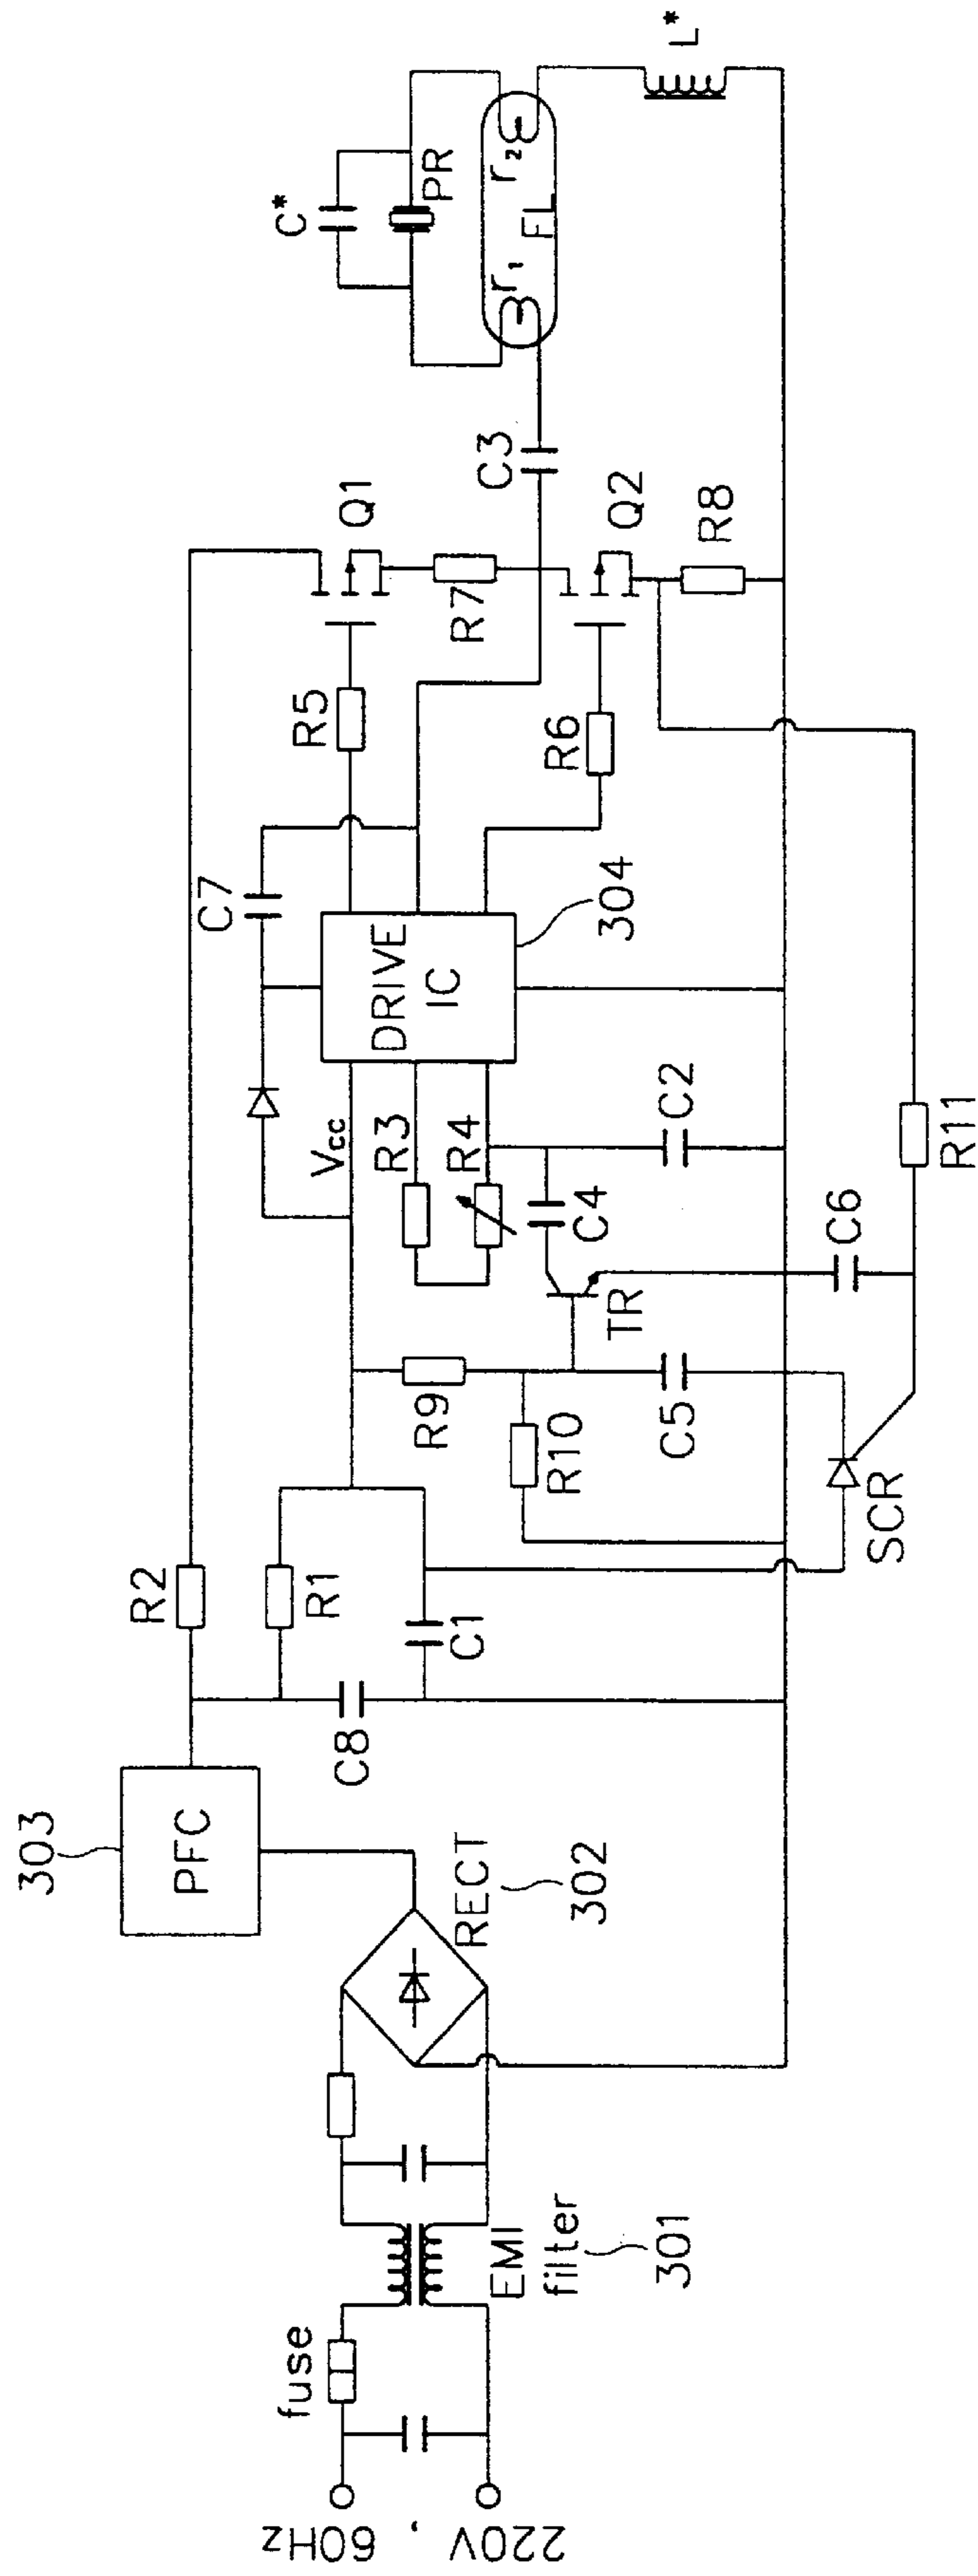 220V , 60Hz
fuse
EMI
filter
301
RECT
302
303
PFC
C8
R2
R1
C1
R9
R10
C5
SCR
TR
C4
C6
R3
R4
C2
R11
Vcc
DRIVE
IC
304
C7
R5
R6
Q1
R7
Q2
R8
C3
C*
PR
r1
r2
FL
L*